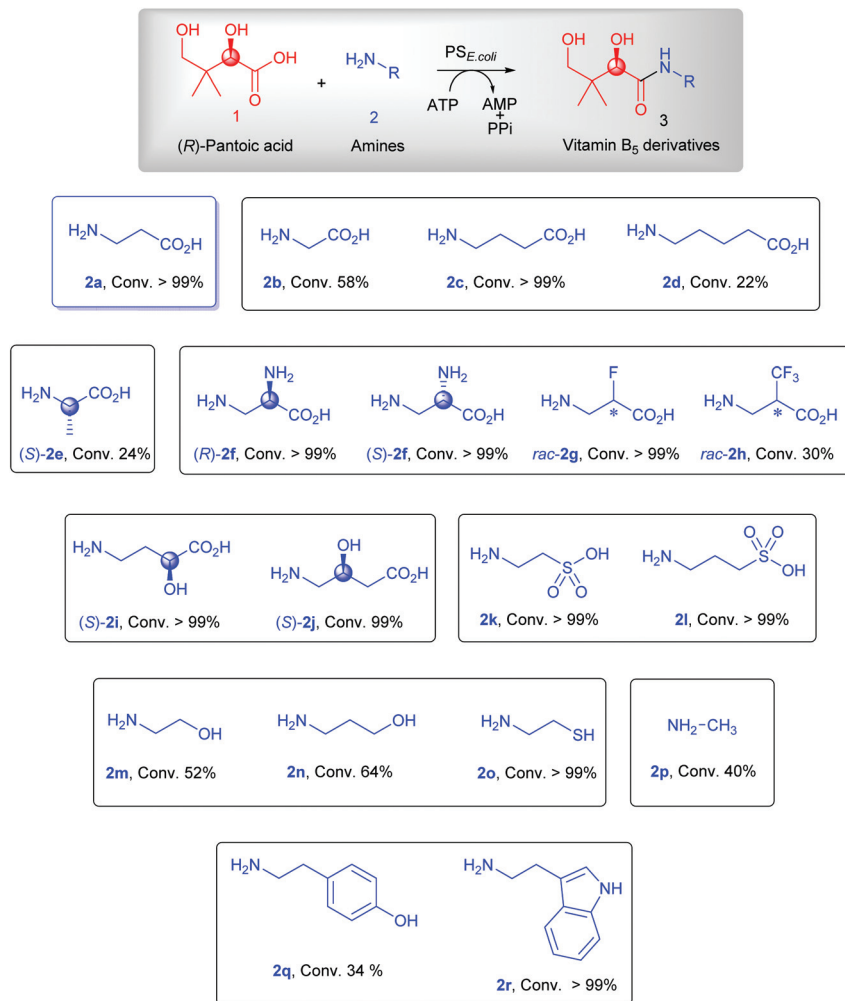 OH OH OH O
1
(R)-Pantoic acid
+
H₂N R
2
Amines
PS_E.coli
ATP AMP
+
PPi
OH OH H N R O
3
Vitamin B₅ derivatives
H₂N CO₂H
2a, Conv. > 99%
H₂N CO₂H
2b, Conv. 58%
H₂N CO₂H
2c, Conv. > 99%
H₂N CO₂H
2d, Conv. 22%
H₂N CO₂H
(S)-2e, Conv. 24%
NH₂ H₂N CO₂H
(R)-2f, Conv. > 99%
NH₂ H₂N CO₂H
(S)-2f, Conv. > 99%
F H₂N * CO₂H
rac-2g, Conv. > 99%
CF₃ H₂N * CO₂H
rac-2h, Conv. 30%
H₂N CO₂H OH
(S)-2i, Conv. > 99%
OH H₂N CO₂H
(S)-2j, Conv. 99%
H₂N OH S O O
2k, Conv. > 99%
O O H₂N S OH
2l, Conv. > 99%
H₂N OH
2m, Conv. 52%
H₂N OH
2n, Conv. 64%
H₂N SH
2o, Conv. > 99%
NH₂-CH₃
2p, Conv. 40%
H₂N OH
2q, Conv. 34 %
H₂N NH
2r, Conv. > 99%